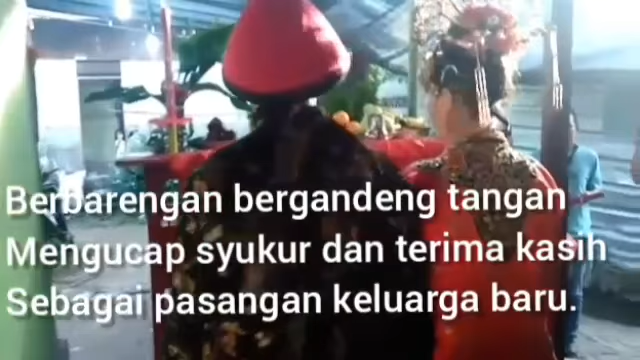 Berbarengan bergandeng tangan
Mengucap syukur dan terima kasih
Sebagai pasangan keluarga baru.